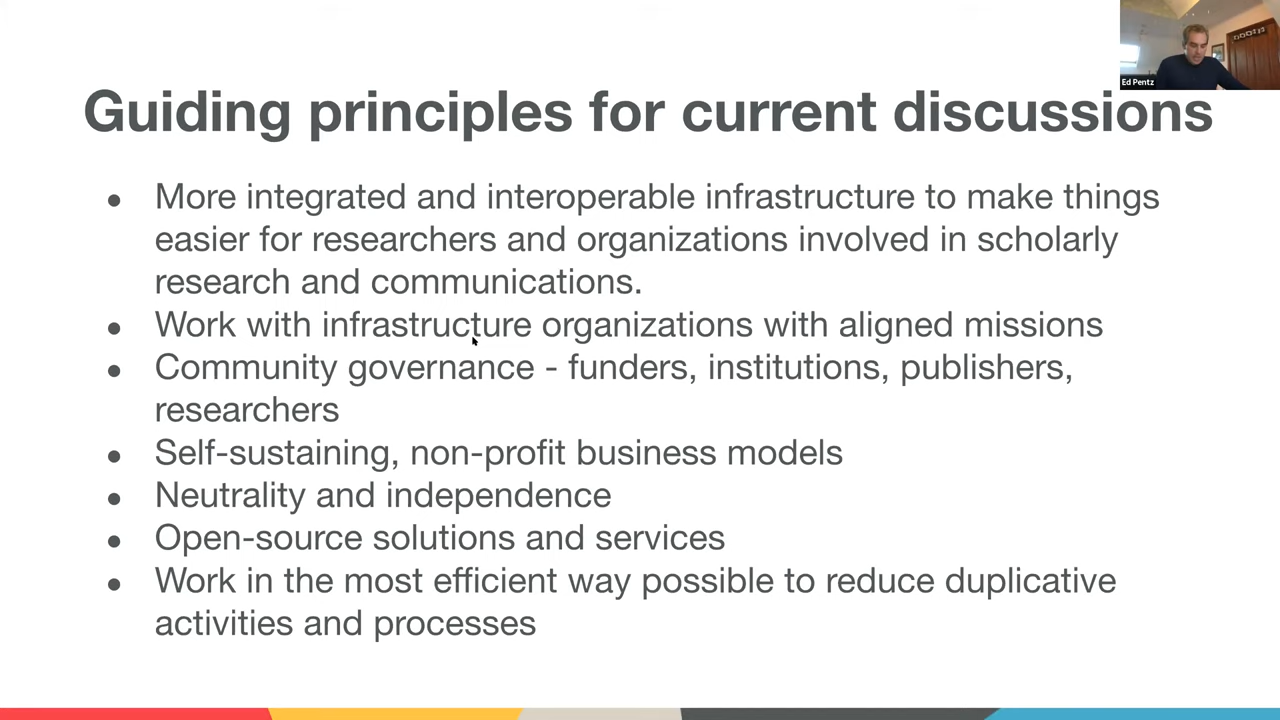 Ed Pentz
Guiding principles for current discussions
● More integrated and interoperable infrastructure to make things
easier for researchers and organizations involved in scholarly
research and communications.
● Work with infrastructure organizations with aligned missions
● Community governance - funders, institutions, publishers,
researchers
● Self-sustaining, non-profit business models
● Neutrality and independence
● Open-source solutions and services
● Work in the most efficient way possible to reduce duplicative
activities and processes